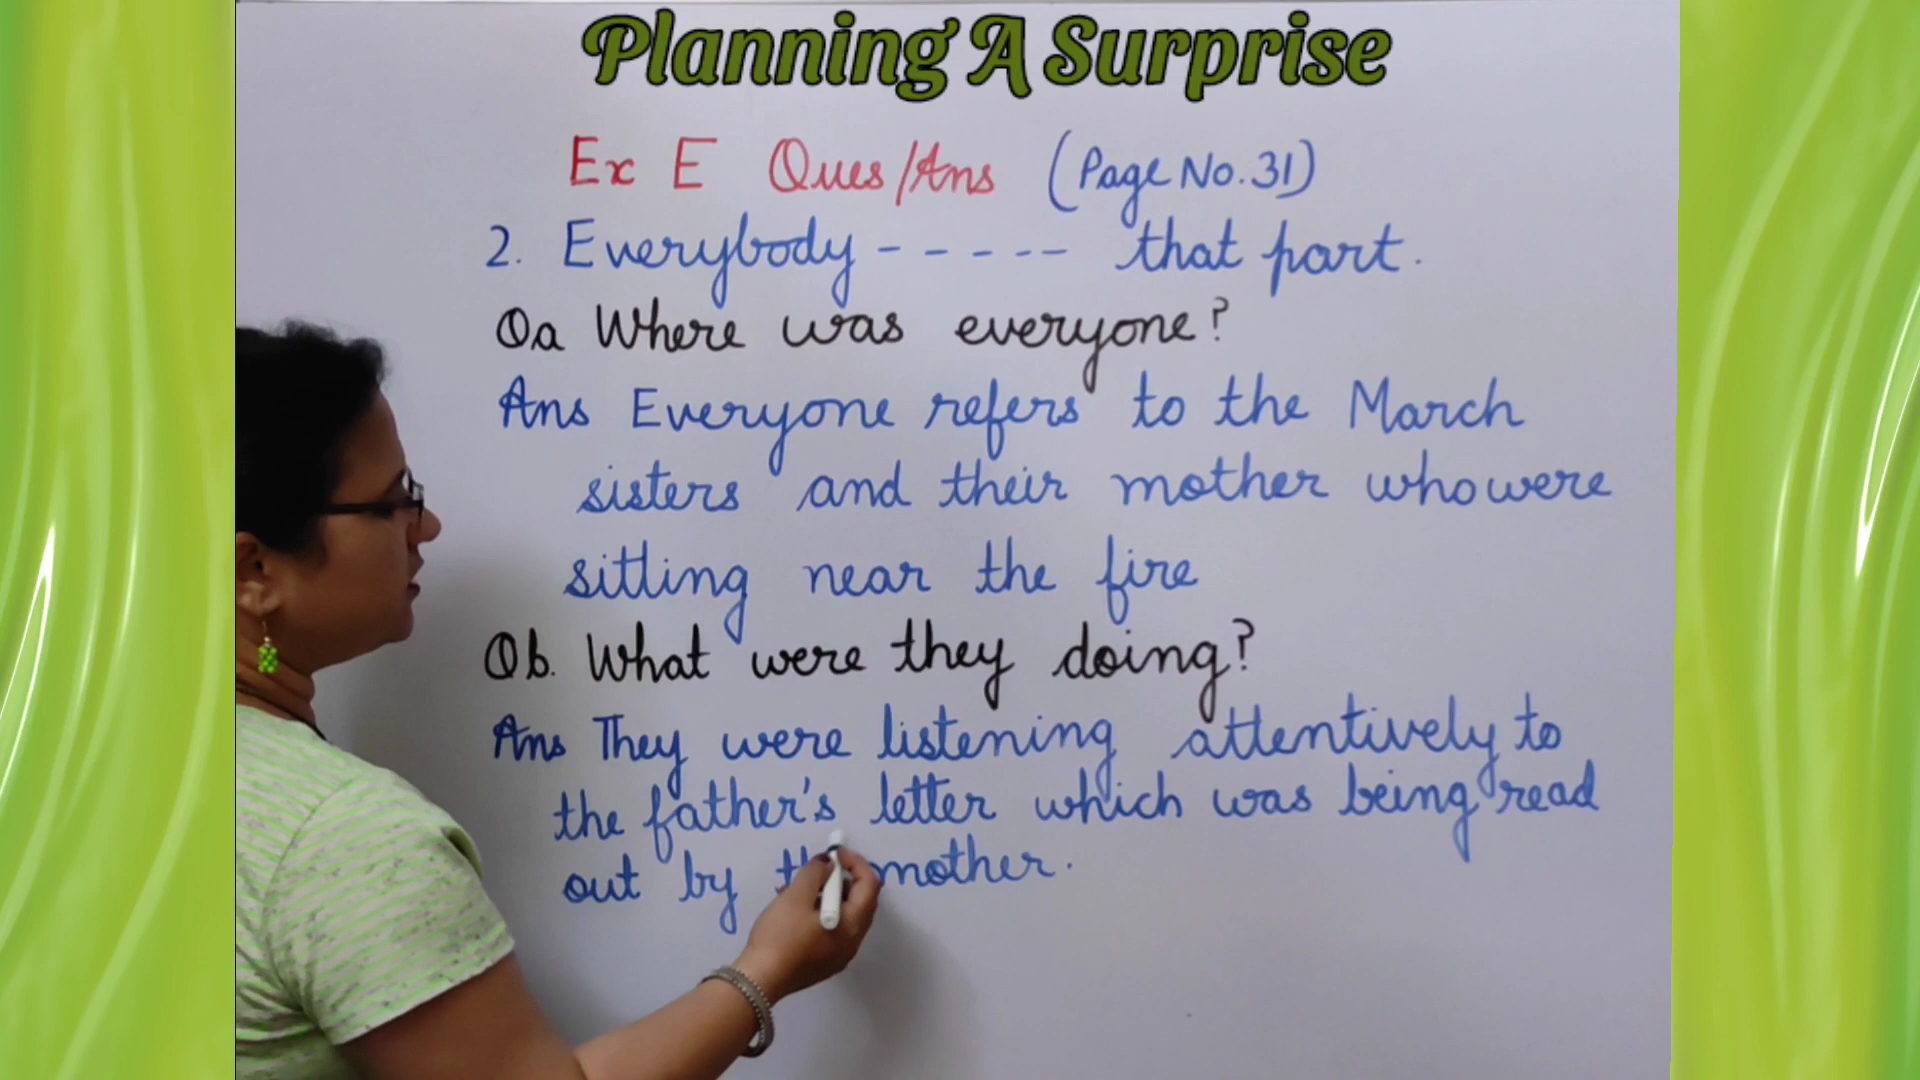 Planning A Surprise
Ex E Ques/Ans (Page No. 31)
2. Everybody - - - - - that part.
Qa Where was everyone?
Ans Everyone refers to the March
sisters and their mother who were
sitting near the fire
Qb. What were they doing?
Ans They were listening attentively to
the father's letter which was being read
out by mother.